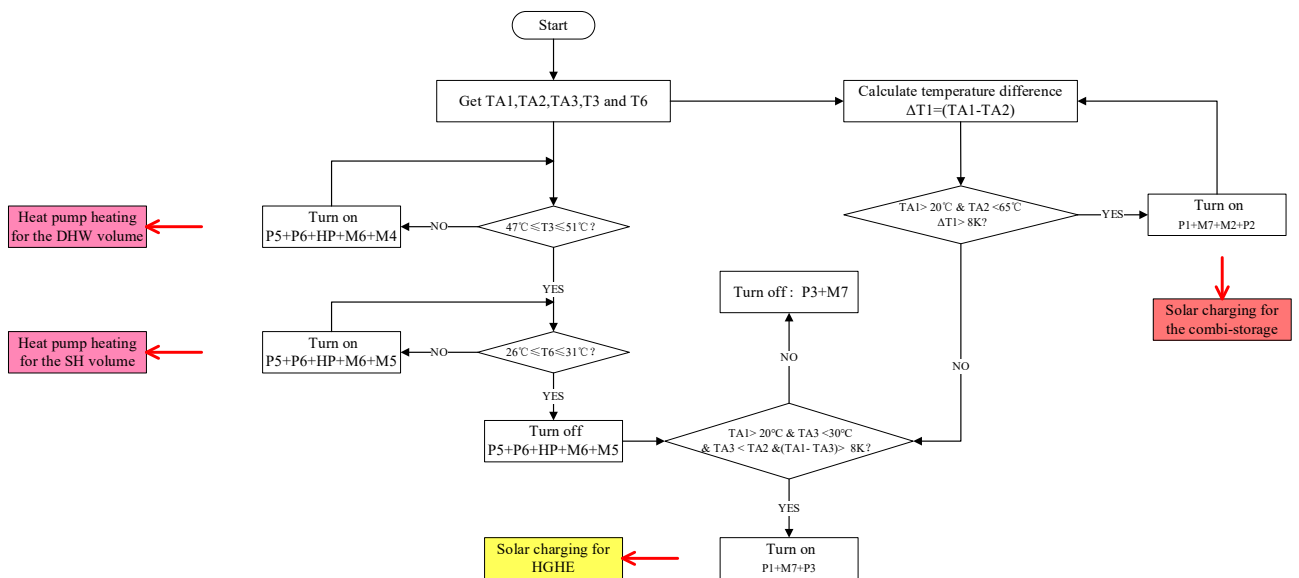 Start
Get TA1,TA2,TA3,T3 and T6
Calculate temperature difference
ΔT1=(TA1-TA2)
Heat pump heating
for the DHW volume
Turn on
P5+P6+HP+M6+M4
NO
47℃≤T3≤51℃?
TA1> 20℃ & TA2 <65℃
ΔT1> 8K?
YES
Turn on
P1+M7+M2+P2
YES
Turn off : P3+M7
Solar charging for
the combi-storage
Heat pump heating
for the SH volume
Turn on
P5+P6+HP+M6+M5
NO
26℃≤T6≤31℃?
NO
NO
YES
Turn off
P5+P6+HP+M6+M5
TA1> 20℃ & TA3 <30℃
& TA3 < TA2 &(TA1- TA3)> 8K?
YES
Solar charging for
HGHE
Turn on
P1+M7+P3